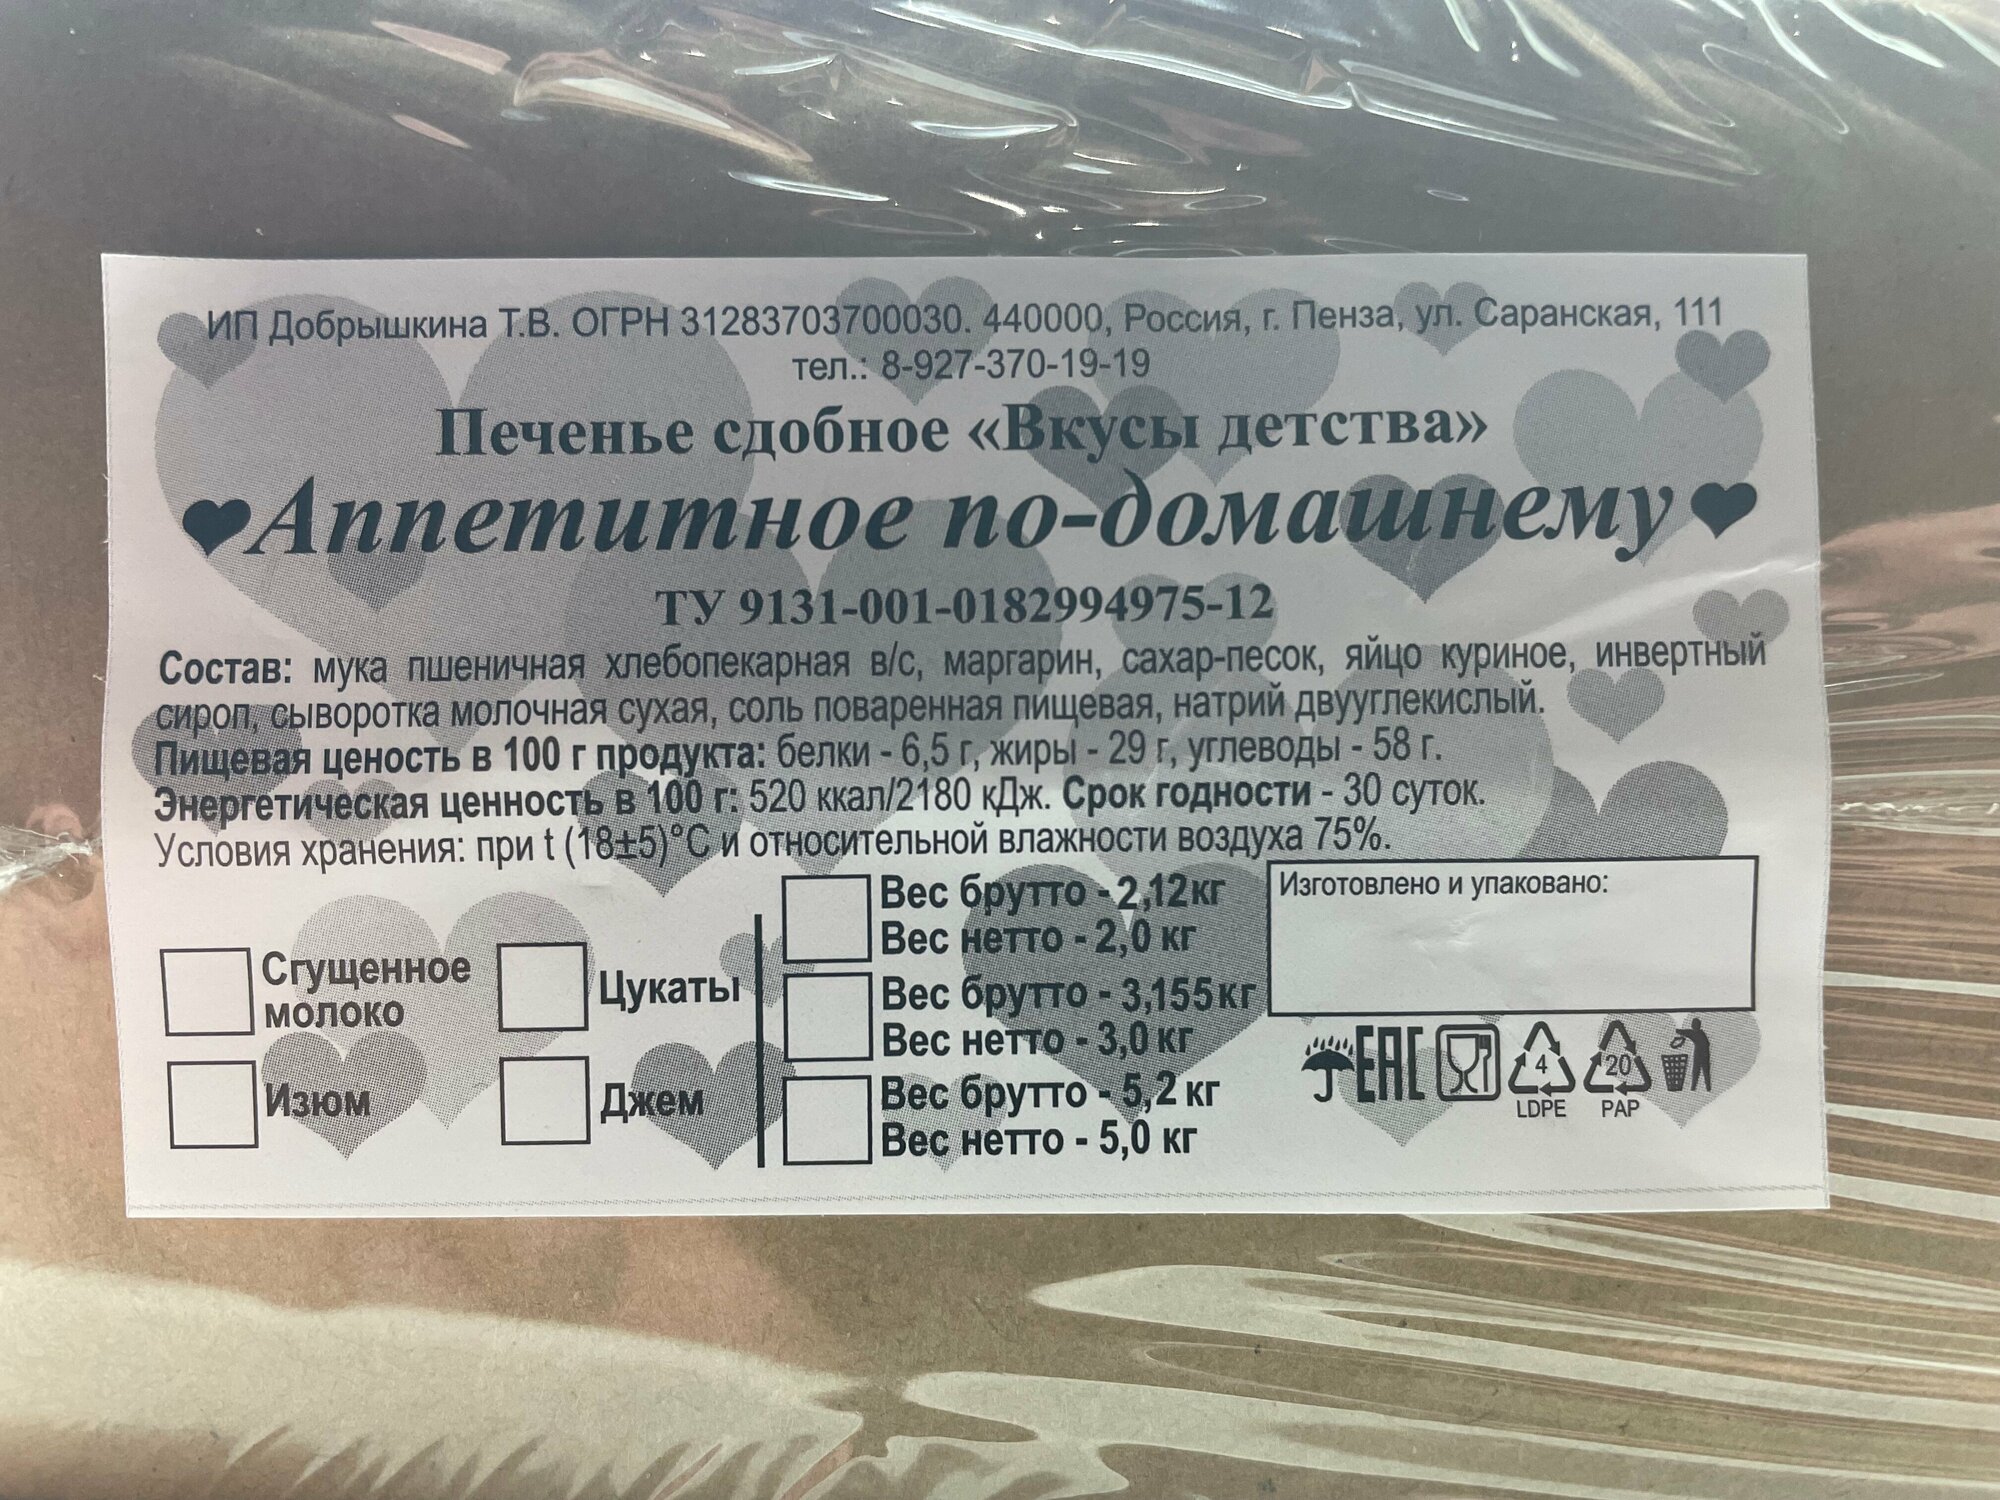 ИП Добрышкина Т.В. ОГРН 31283703700030. 440000, Россия, г. Пенза, ул. Саранская, 111
тел.: 8-927-370-19-19
Печенье сдобное «Вкусы детства»
Аппетитное по-домашнему
ТУ 9131-001-0182994975-12
Состав: мука пшеничная хлебопекарная в/с, маргарин, сахар-песок, яйцо куриное, инвертный
сироп, сыворотка молочная сухая, соль поваренная пищевая, натрий двууглекислый.
Пищевая ценость в 100 г продукта: белки - 6,5 г, жиры - 29 г, углеводы - 58 г.
Энергетическая ценность в 100 г: 520 ккал/2180 кДж. Срок годности - 30 суток.
Условия хранения: при t (18±5)°С и относительной влажности воздуха 75%.
Сгущенное
молоко
Цукаты
Изюм
Джем
Вес брутто - 2,12кг
Вес нетто - 2,0 кг
Вес брутто - 3,155кг
Вес нетто - 3,0 кг
Вес брутто - 5,2 кг
Вес нетто - 5,0 кг
Изготовлено и упаковано:
ЕАС
4
LDPE
20
PAP